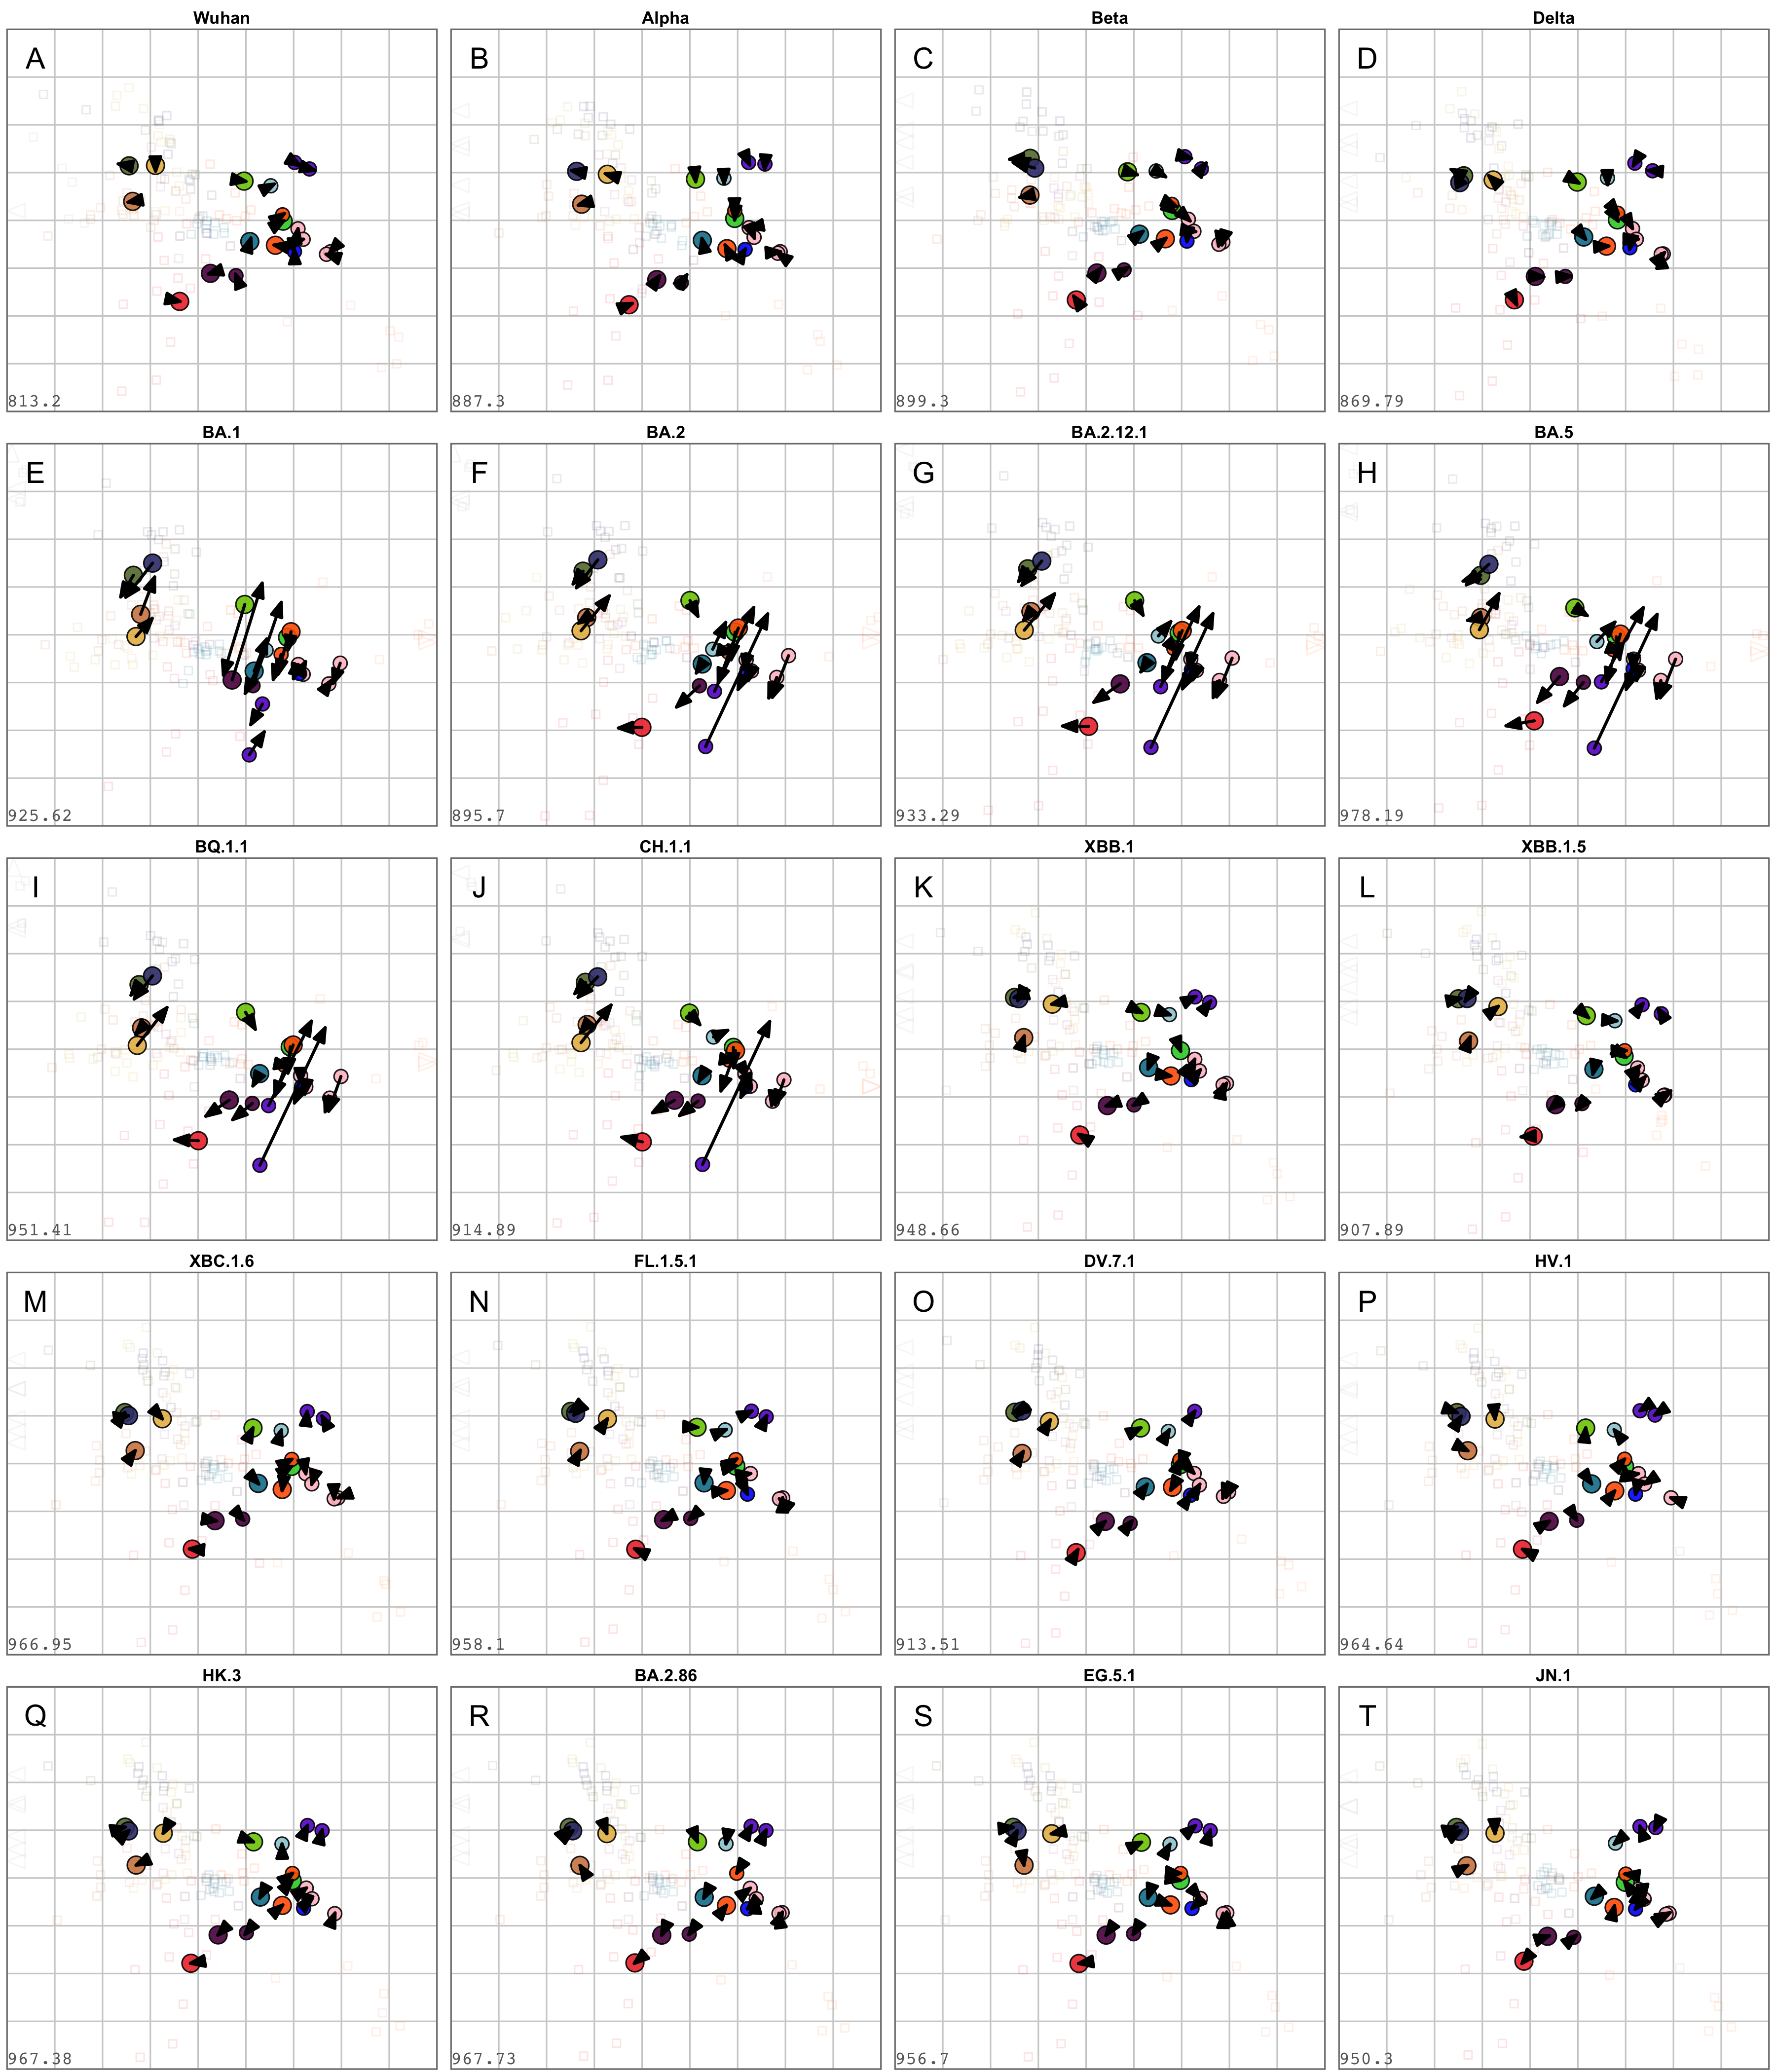 Wuhan Alpha Beta Delta
A B C D
813.2 887.3 899.3 869.79
BA.1 BA.2 BA.2.12.1 BA.5
E F G H
925.62 895.7 933.29 978.19
BQ.1.1 CH.1.1 XBB.1 XBB.1.5
I J K L
951.41 914.89 948.66 907.89
XBC.1.6 FL.1.5.1 DV.7.1 HV.1
M N O P
966.95 958.1 913.51 964.64
HK.3 BA.2.86 EG.5.1 JN.1
Q R S T
967.38 967.73 956.7 950.3